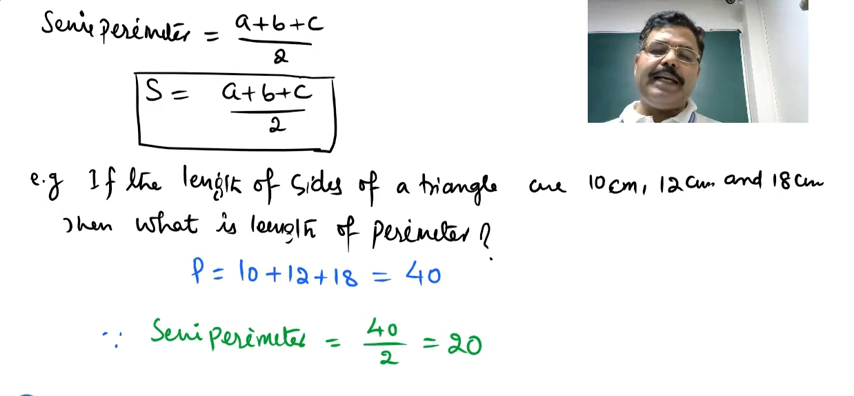 Semiperimeter = a+b+c/2
S = a+b+c/2
e.g If the length of sides of a triangle are 10cm, 12cm and 18cm
then what is length of perimeter?
P = 10+12+18 = 40
∵ Semiperimeter = 40/2 = 20